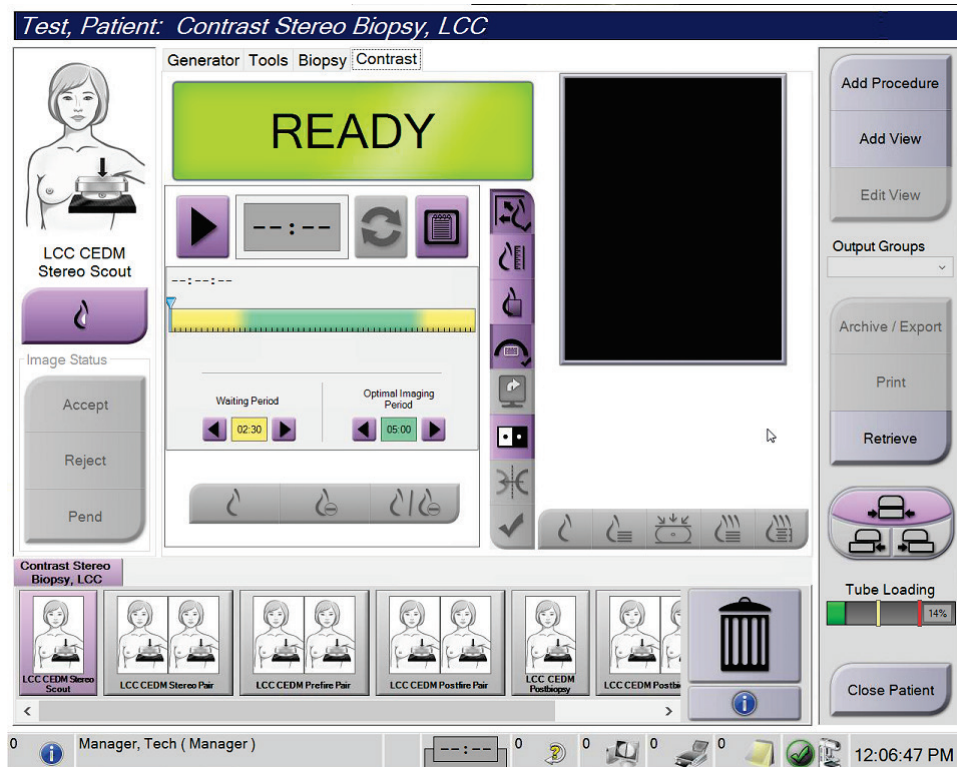 Test, Patient: Contrast Stereo Biopsy, LCC
Generator Tools Biopsy Contrast
READY
--:--
--:--:--
Waiting Period
02:30
Optimal Imaging
Period
05:00
LCC CEDM
Stereo Scout
Image Status
Accept
Reject
Pend
Add Procedure
Add View
Edit View
Output Groups
Archive / Export
Print
Retrieve
Tube Loading
14%
Close Patient
Contrast Stereo
Biopsy, LCC
LCC CEDM Stereo
Scout
LCC CEDM Stereo Pair
LCC CEDM Prefire Pair
LCC CEDM Postfire Pair
LCC CEDM
Postbiopsy
LCC CEDM Postbi
0
Manager, Tech ( Manager )
--:--
0
0
0
0
12:06:47 PM